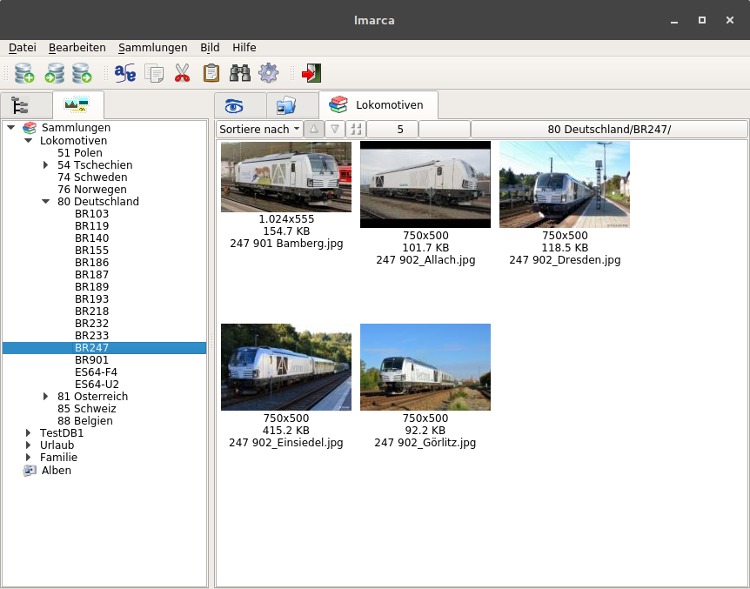 Imarca
Datei Bearbeiten Sammlungen Bild Hilfe
Lokomotiven
Sortiere nach 5 80 Deutschland/BR247/
Sammlungen
Lokomotiven
51 Polen
54 Tschechien
74 Schweden
76 Norwegen
80 Deutschland
BR103
BR119
BR140
BR155
BR186
BR187
BR189
BR193
BR218
BR232
BR233
BR247
BR901
ES64-F4
ES64-U2
81 Österreich
85 Schweiz
88 Belgien
TestDB1
Urlaub
Familie
Alben
1.024x555
154.7 KB
247 901 Bamberg.jpg
750x500
101.7 KB
247 902_Allach.jpg
750x500
118.5 KB
247 902_Dresden.jpg
750x500
415.2 KB
247 902_Einsiedel.jpg
750x500
92.2 KB
247 902_Görlitz.jpg